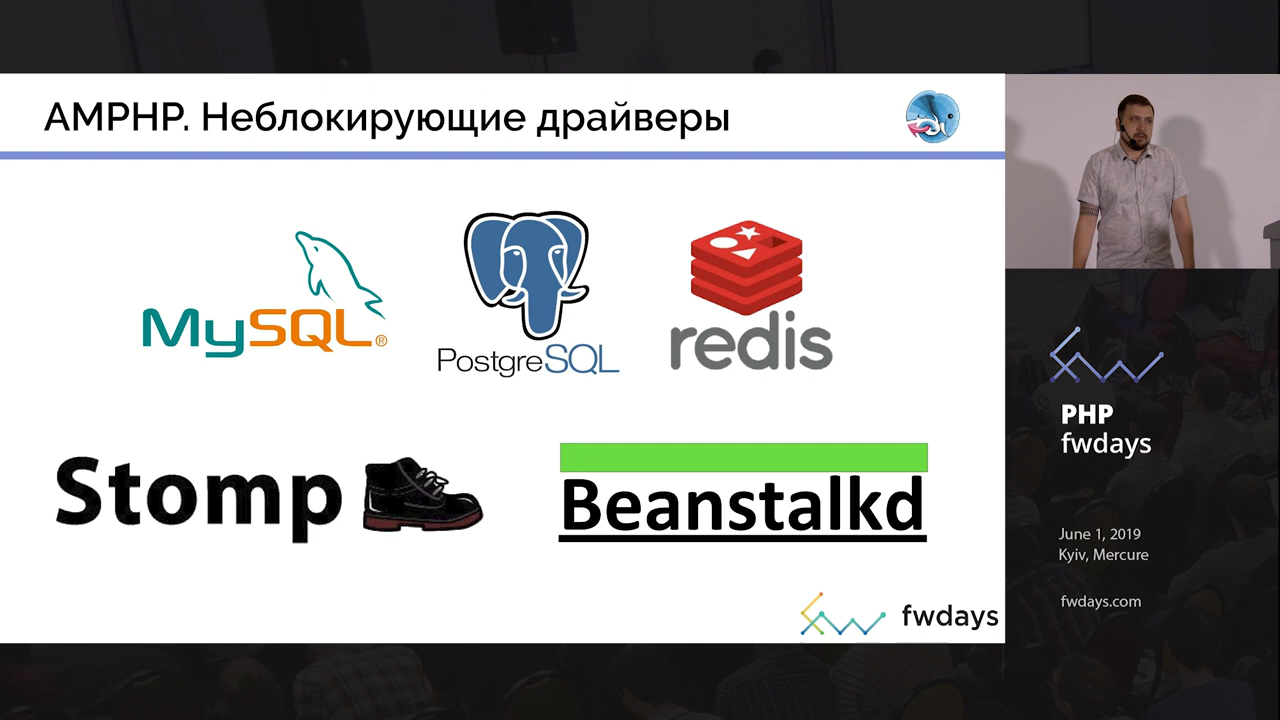 AMPHP. Неблокирующие драйверы
MySQL®
PostgreSQL
redis
Stomp
Beanstalkd
fwdays
PHP
fwdays
June 1, 2019
Kyiv, Mercure
fwdays.com